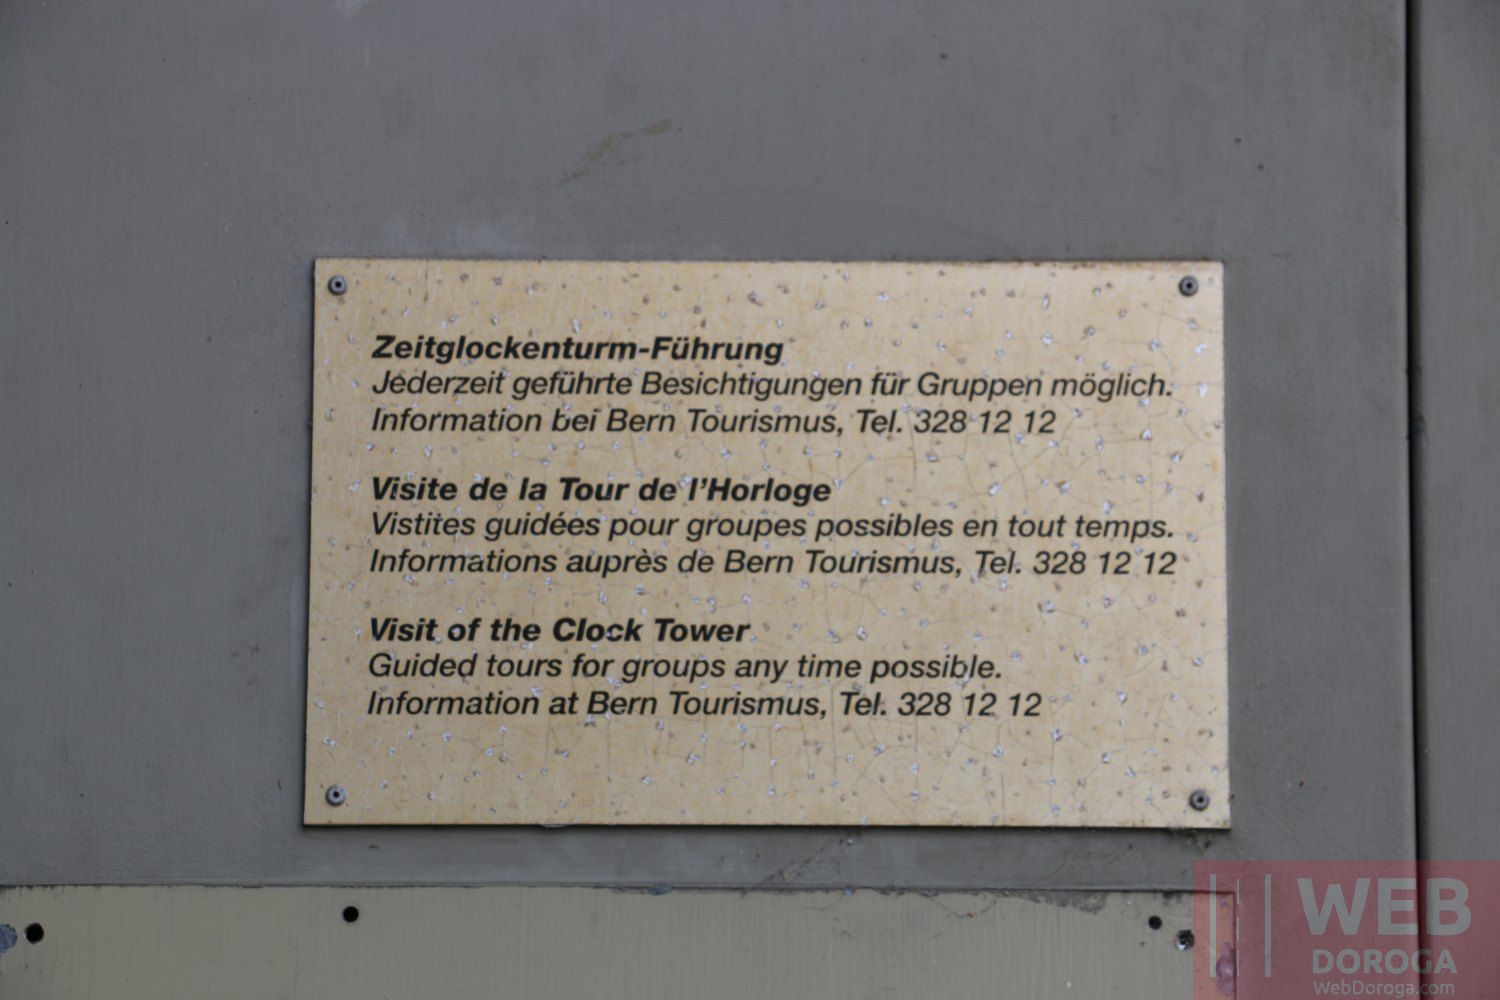 Zeitglockenturm-Führung
Jederzeit geführte Besichtigungen für Gruppen möglich.
Information bei Bern Tourismus, Tel. 328 12 12
Visite de la Tour de l'Horloge
Vistites guidées pour groupes possibles en tout temps.
Informations auprès de Bern Tourismus, Tel. 328 12 12
Visit of the Clock Tower
Guided tours for groups any time possible.
Information at Bern Tourismus, Tel. 328 12 12
WEB
DOROGA
WebDoroga.com